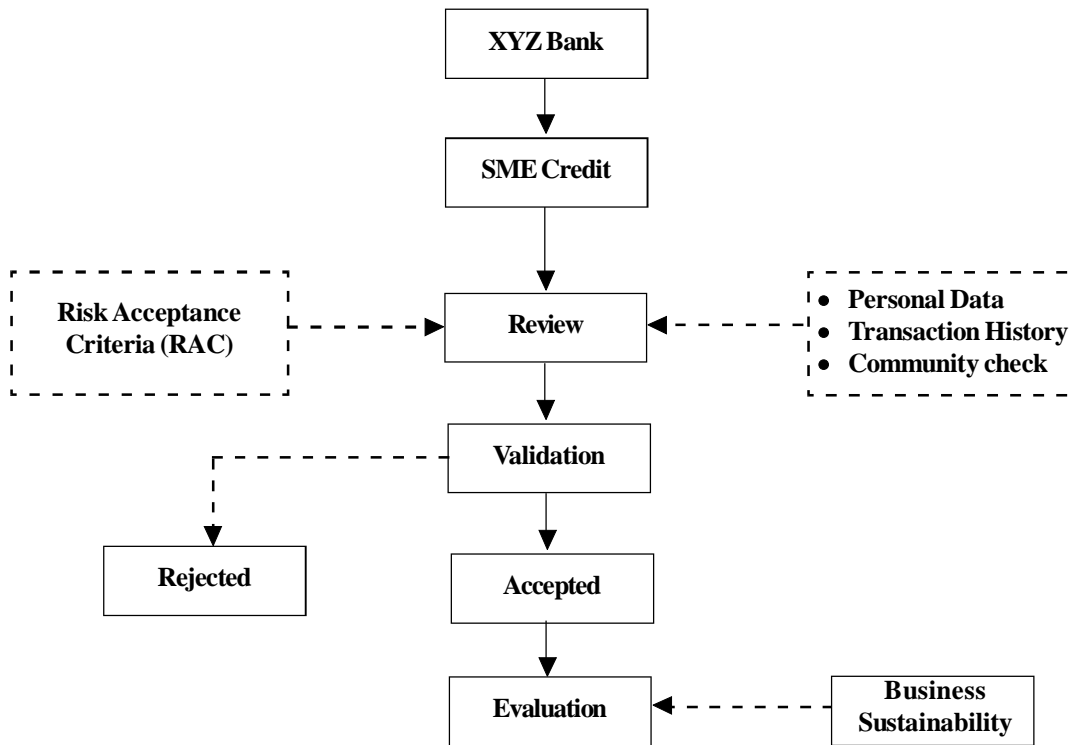 XYZ Bank
SME Credit
Risk Acceptance
Criteria (RAC)
Review
● Personal Data
● Transaction History
● Community check
Validation
Rejected
Accepted
Evaluation
Business
Sustainability